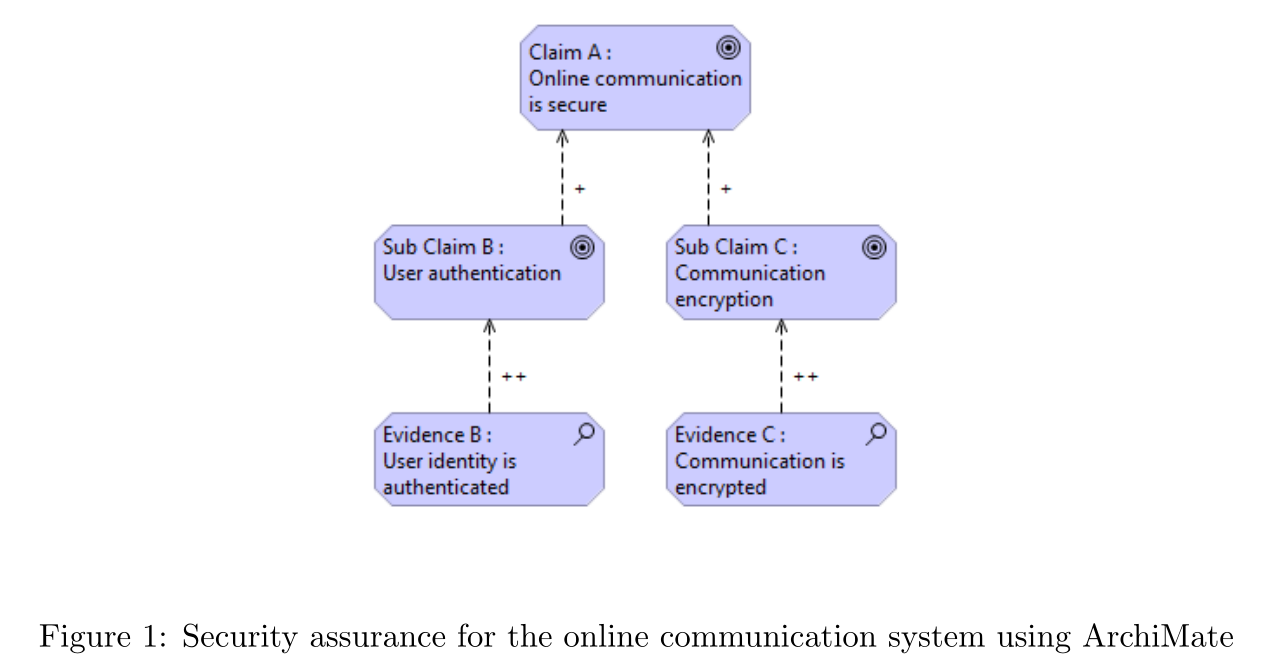 Claim A :
Online communication
is secure
+
+
Sub Claim B :
User authentication
Sub Claim C :
Communication
encryption
++
++
Evidence B :
User identity is
authenticated
Evidence C :
Communication is
encrypted
Figure 1: Security assurance for the online communication system using ArchiMate